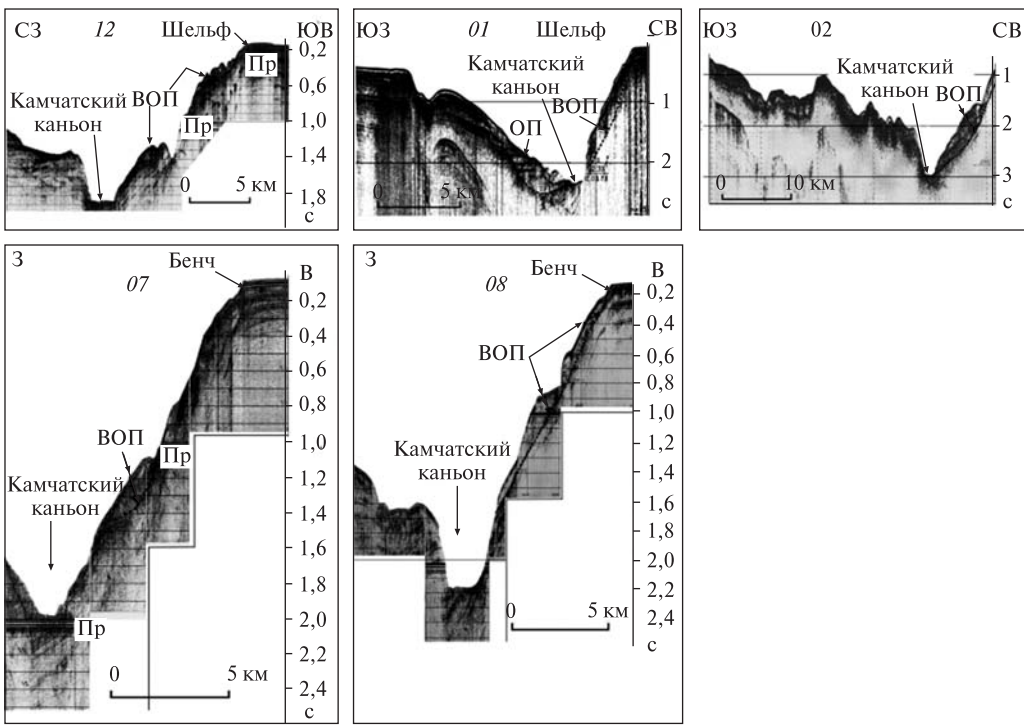 СЗ 12 Шельф ЮВ
0,2
Пр
0,6
Камчатский
каньон
ВОП
1,0
Пр
1,4
0 5 км
1,8
с
ЮЗ 01 Шельф СВ
Камчатский
каньон
ВОП
1
ОП
2
0 5 км
с
ЮЗ 02 СВ
Камчатский
каньон
1
ВОП
2
3
0 10 км
с
З В
07
Бенч
0,2
0,4
0,6
0,8
ВОП
1,0
Пр
1,2
Камчатский
каньон
1,4
1,6
1,8
2,0
Пр
2,2
0 5 км
2,4
с
З В
08
Бенч
0,2
0,4
ВОП
0,6
0,8
1,0
1,2
Камчатский
каньон
1,4
1,6
1,8
2,0
2,2
0 5 км
2,4
с